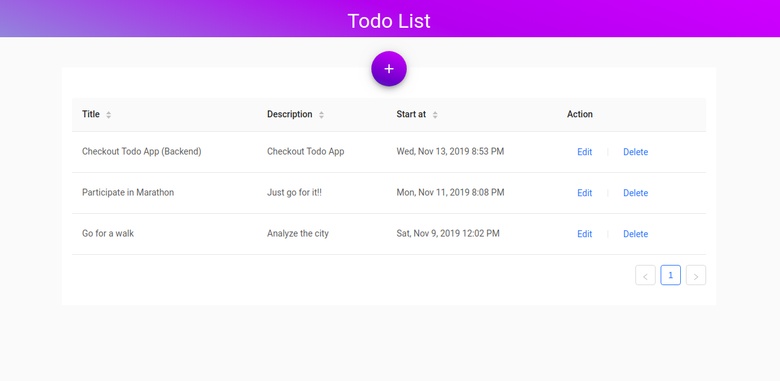 Todo List
+
Title Description Start at Action
Checkout Todo App (Backend) Checkout Todo App Wed, Nov 13, 2019 8:53 PM Edit Delete
Participate in Marathon Just go for it!! Mon, Nov 11, 2019 8:08 PM Edit Delete
Go for a walk Analyze the city Sat, Nov 9, 2019 12:02 PM Edit Delete
< 1 >